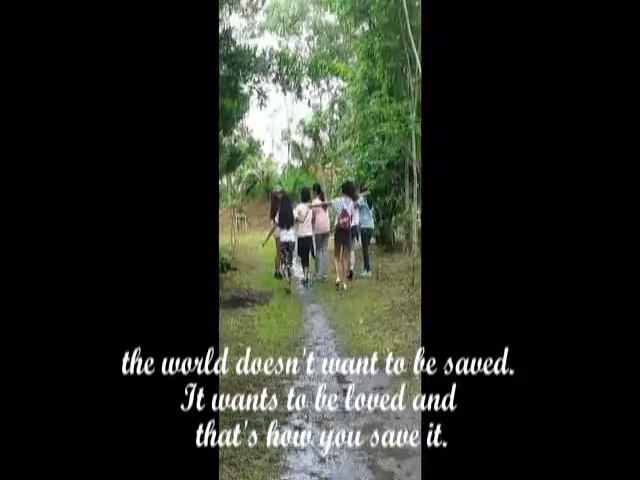 the world doesn't want to be saved.
It wants to be loved and
that's how you save it.